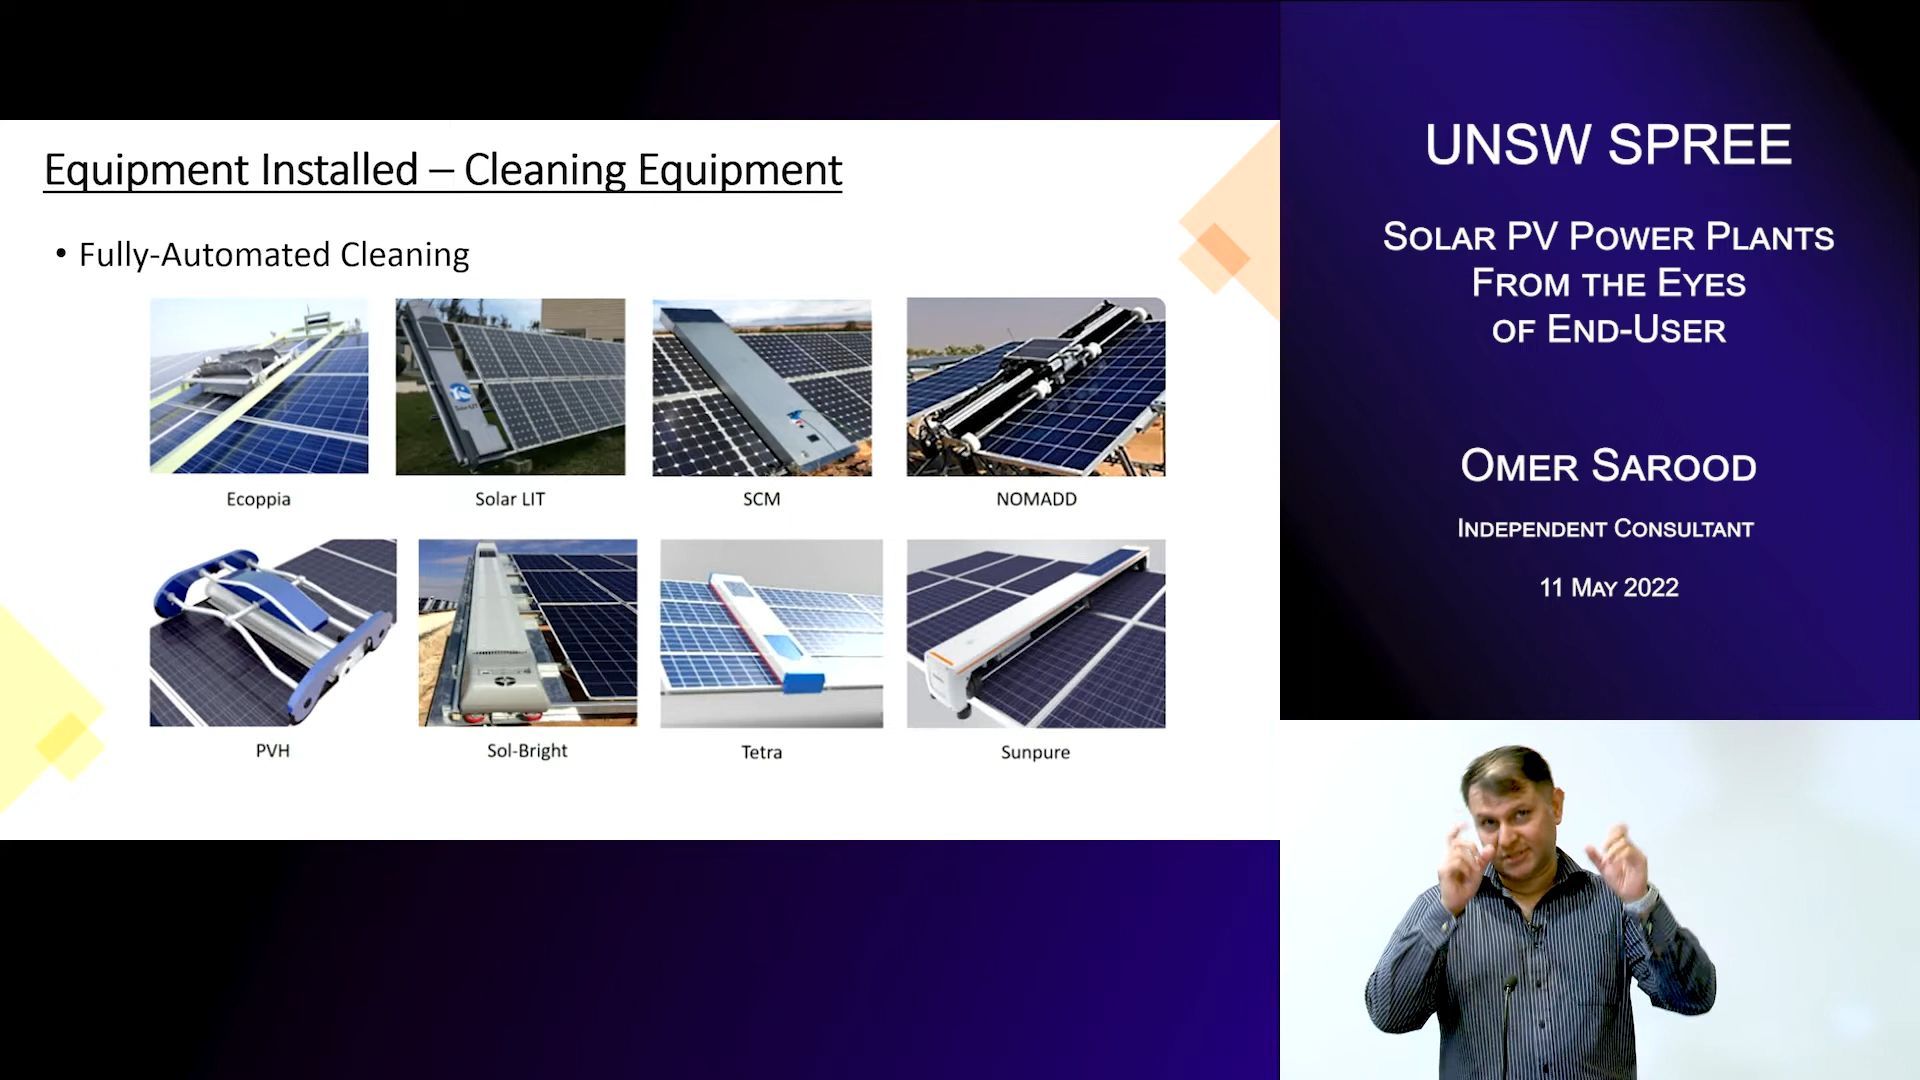 Equipment Installed – Cleaning Equipment
• Fully-Automated Cleaning
Ecoppia
Solar LIT
SCM
NOMADD
PVH
Sol-Bright
Tetra
Sunpure
UNSW SPREE
Solar PV Power Plants
From the Eyes
of End-User
Omer Sarood
Independent Consultant
11 May 2022